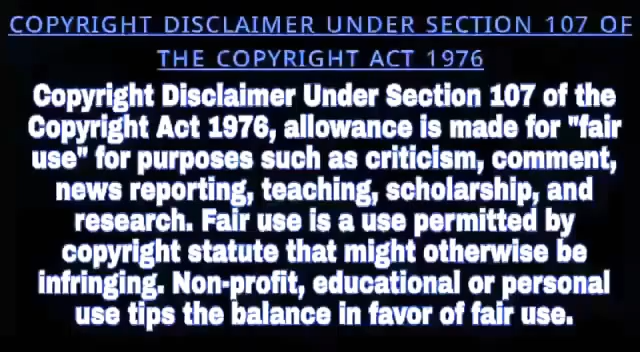 COPYRIGHT DISCLAIMER UNDER SECTION 107 OF
THE COPYRIGHT ACT 1976
Copyright Disclaimer Under Section 107 of the
Copyright Act 1976, allowance is made for "fair
use" for purposes such as criticism, comment,
news reporting, teaching, scholarship, and
research. Fair use is a use permitted by
copyright statute that might otherwise be
infringing. Non-profit, educational or personal
use tips the balance in favor of fair use.